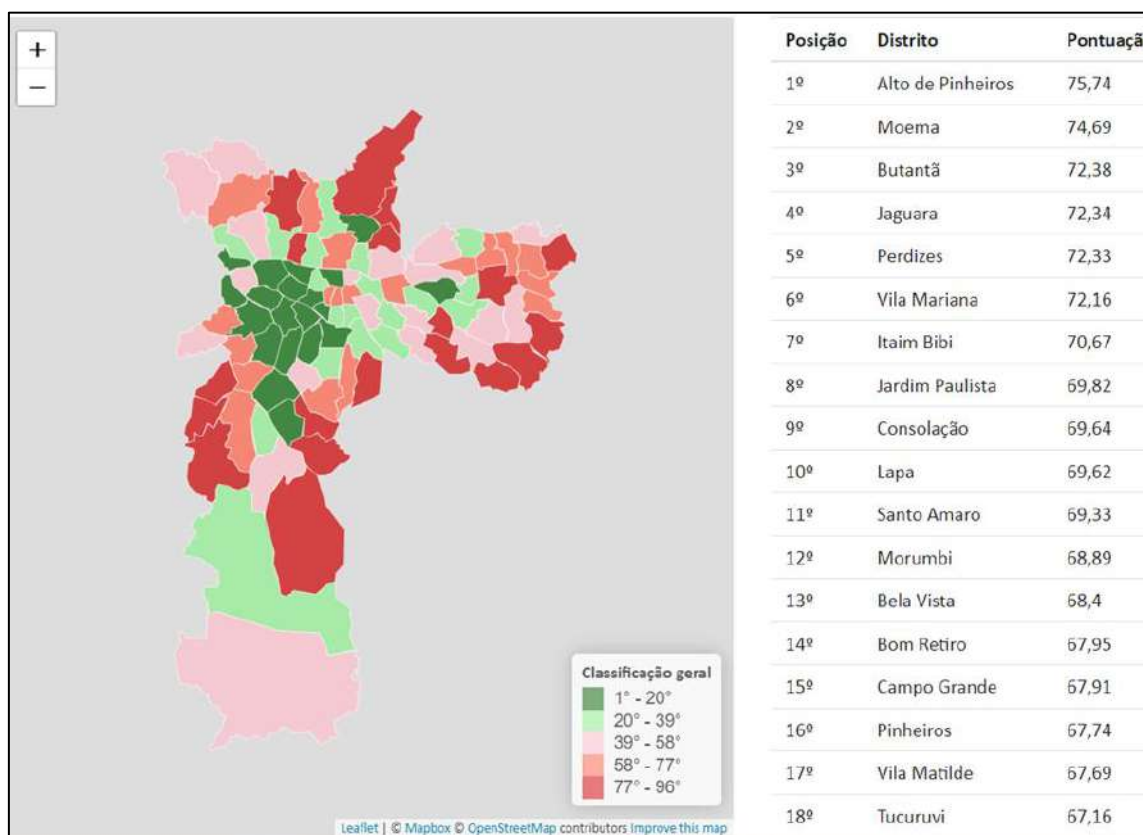 +
−
Classificação geral
1° - 20°
20° - 39°
39° - 58°
58° - 77°
77° - 96°
Leaflet | © Mapbox © OpenStreetMap contributors Improve this map
Posição Distrito Pontuaçã
1º Alto de Pinheiros 75,74
2º Moema 74,69
3º Butantã 72,38
4º Jaguara 72,34
5º Perdizes 72,33
6º Vila Mariana 72,16
7º Itaim Bibi 70,67
8º Jardim Paulista 69,82
9º Consolação 69,64
10º Lapa 69,62
11º Santo Amaro 69,33
12º Morumbi 68,89
13º Bela Vista 68,4
14º Bom Retiro 67,95
15º Campo Grande 67,91
16º Pinheiros 67,74
17º Vila Matilde 67,69
18º Tucuruvi 67,16